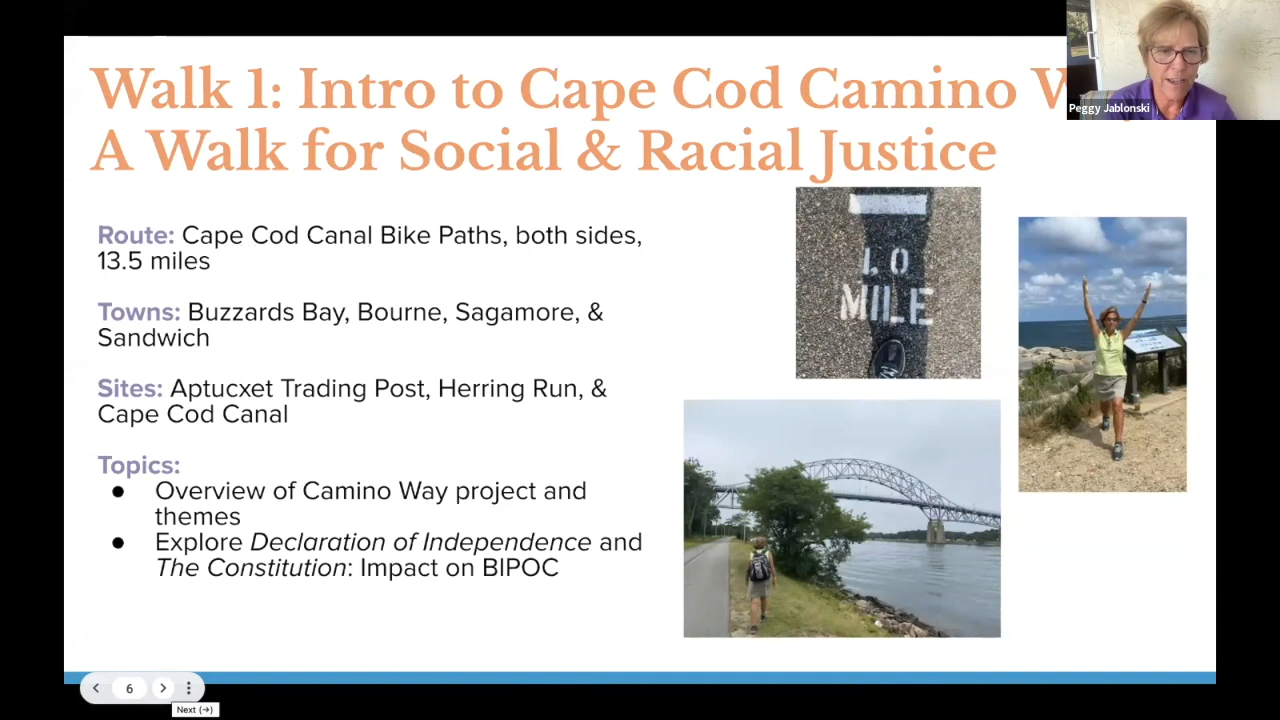 Walk 1: Intro to Cape Cod Camino
A Walk for Social & Racial Justice
Peggy Jablonski
Route: Cape Cod Canal Bike Paths, both sides,
13.5 miles
Towns: Buzzards Bay, Bourne, Sagamore, &
Sandwich
Sites: Aptucxet Trading Post, Herring Run, &
Cape Cod Canal
Topics:
● Overview of Camino Way project and
themes
● Explore Declaration of Independence and
The Constitution: Impact on BIPOC
1.0
MILE
6
Next (→)